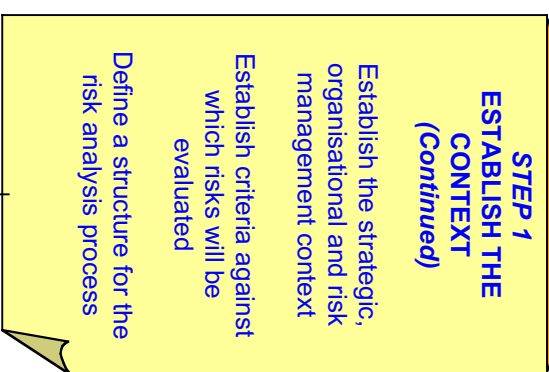 STEP 1
ESTABLISH THE
CONTEXT
(Continued)
Establish the strategic,
organisational and risk
management context
Establish criteria against
which risks will be
evaluated
Define a structure for the
risk analysis process